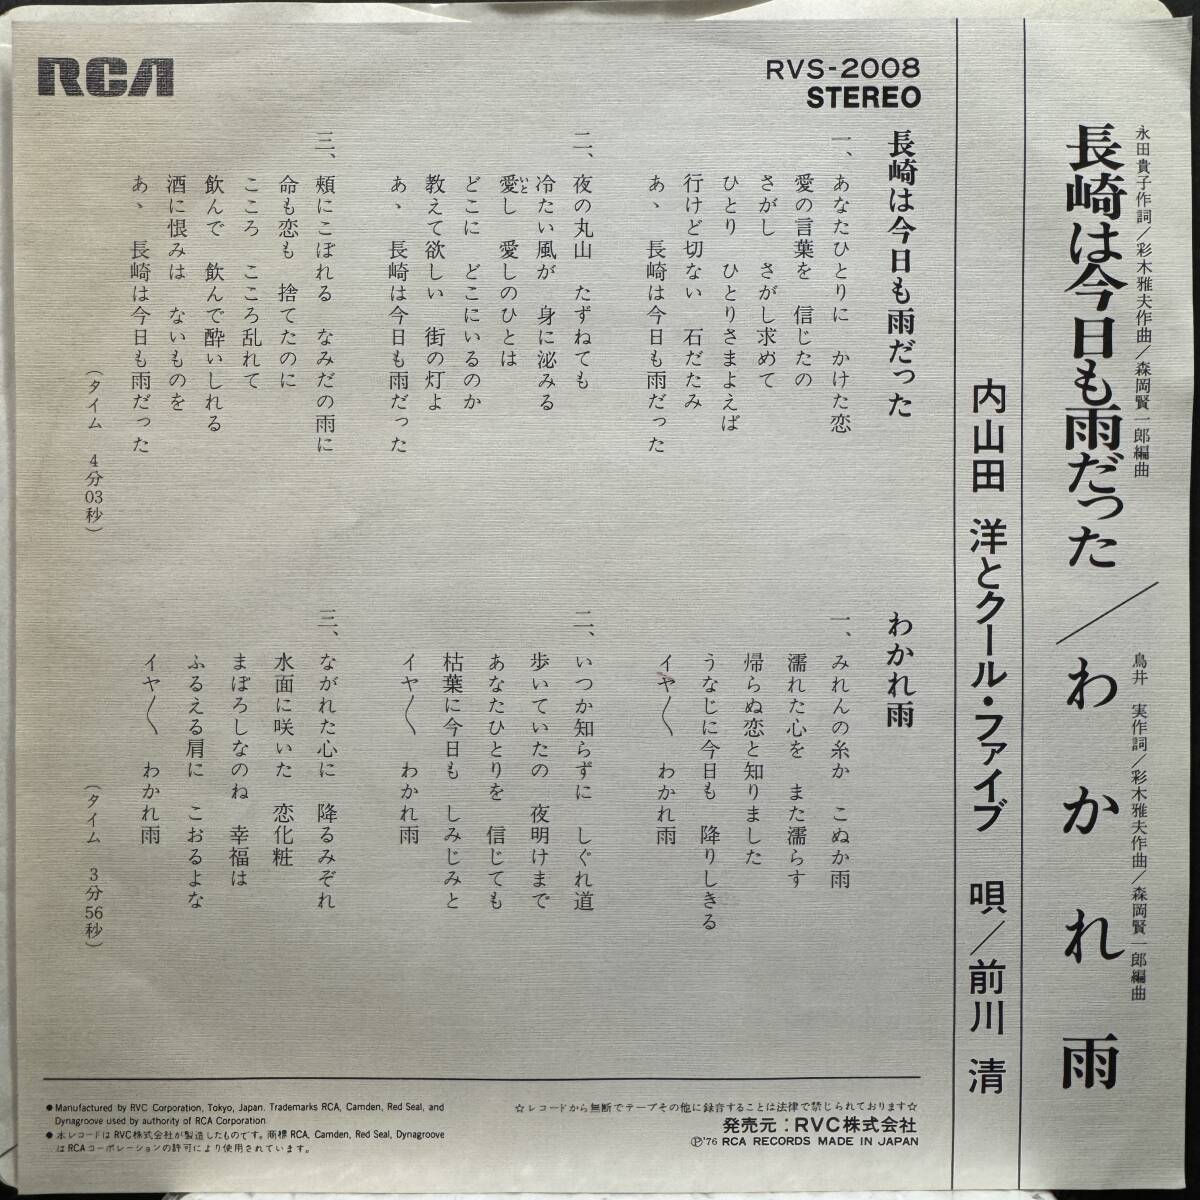 RCA
RVS-2008
STEREO
永田貴子作詞／彩木雅夫作曲／森岡賢一郎編曲
長崎は今日も雨だった／わかれ雨
鳥井 実作詞／彩木雅夫作曲／森岡賢一郎編曲
内山田 洋とクール・ファイブ 唄／前川 清
長崎は今日も雨だった
一、あなたひとりに かけた恋
愛の言葉を 信じたの
さがし さがし求めて
ひとり ひとりさまよえば
行けど切ない 石だたみ
あゝ 長崎は今日も雨だった
二、夜の丸山 たずねても
冷たい風が 身に泌みる
愛し 愛しのひとは
いと
どこに どこにいるのか
教えて欲しい 街の灯よ
あゝ 長崎は今日も雨だった
三、頬にこぼれる なみだの雨に
命も恋も 捨てたのに
こころ こころ乱れて
飲んで 飲んで酔いしれる
酒に恨みは ないものを
あゝ 長崎は今日も雨だった
（タイム 4分03秒）
わかれ雨
一、みれんの糸か こぬか雨
濡れた心を また濡らす
帰らぬ恋と知りました
うなじに今日も 降りしきる
イヤ〳〵 わかれ雨
二、いつか知らずに しぐれ道
歩いていたの 夜明けまで
あなたひとりを 信じても
枯葉に今日も しみじみと
イヤ〳〵 わかれ雨
三、ながれた心に 降るみぞれ
水面に咲いた 恋化粧
まぼろしなのね 幸福は
ふるえる肩に こおるよな
イヤ〳〵 わかれ雨
（タイム 3分56秒）
●Manufactured by RVC Corporation, Tokyo, Japan. Trademarks RCA, Camden, Red Seal, and
Dynagroove used by authority of RCA Corporation.
●本レコードはRVC株式会社が製造したものです。商標RCA, Camden, Red Seal, Dynagroove
はRCAコーポレーションの許可により使用されています。
☆レコードから無断でテープその他に録音することは法律で禁じられております☆
発売元：RVC株式会社
Ⓟ'76 RCA RECORDS MADE IN JAPAN